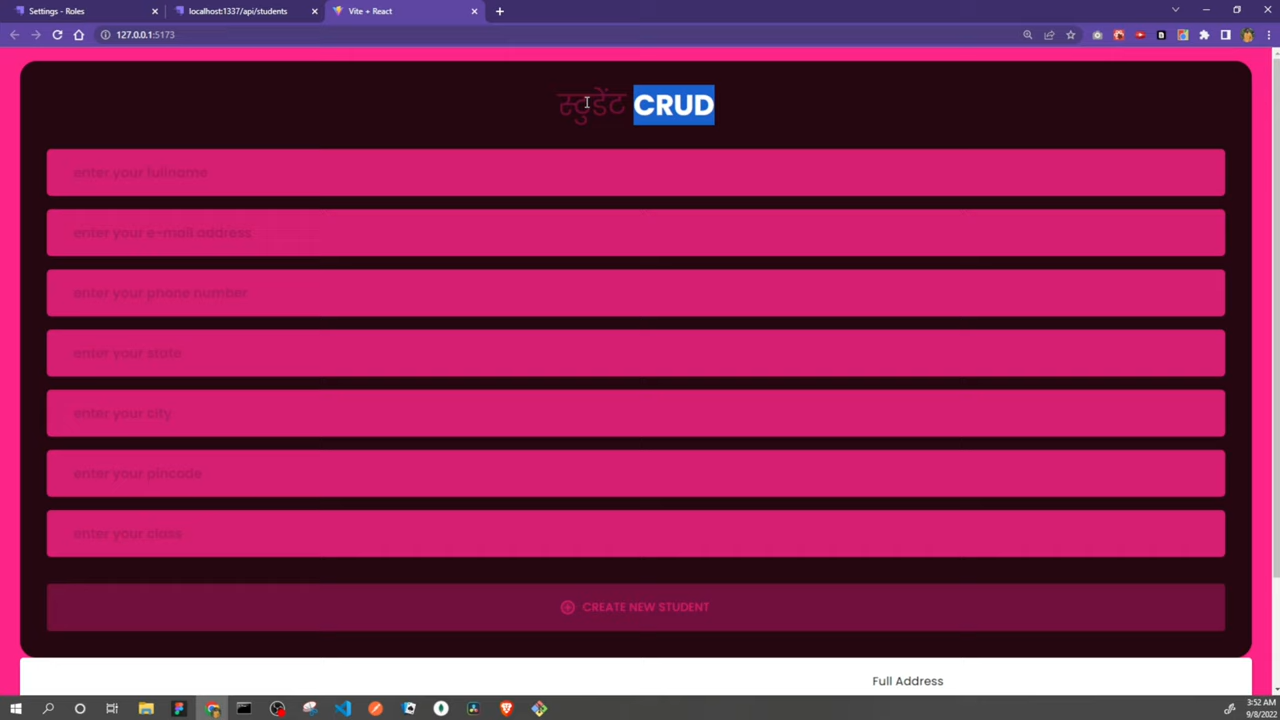 Settings - Roles
localhost:1337/api/students
Vite + React
127.0.0.1:5173
स्टुडेंट CRUD
enter your fullname
enter your e-mail address
enter your phone number
enter your state
enter your city
enter your pincode
enter your class
CREATE NEW STUDENT
Full Address
3:52 AM
9/8/2022